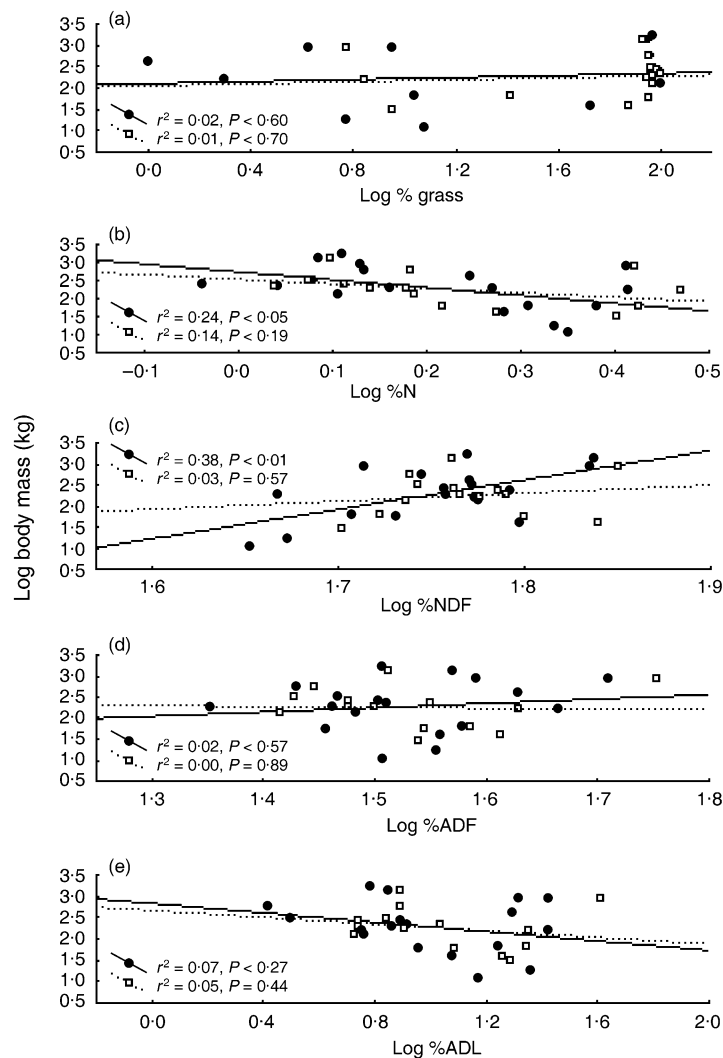 (a)
3·5
3·0
2·5
2·0
1·5
1·0
0·5
r² = 0·02, P < 0·60
r² = 0·01, P < 0·70
0·0 0·4 0·8 1·2 1·6 2·0
Log % grass
(b)
3·5
3·0
2·5
2·0
1·5
1·0
0·5
r² = 0·24, P < 0·05
r² = 0·14, P < 0·19
−0·1 0·0 0·1 0·2 0·3 0·4 0·5
Log %N
Log body mass (kg)
(c)
3·5
3·0
2·5
2·0
1·5
1·0
0·5
r² = 0·38, P < 0·01
r² = 0·03, P = 0·57
1·6 1·7 1·8 1·9
Log %NDF
(d)
3·5
3·0
2·5
2·0
1·5
1·0
0·5
r² = 0·02, P < 0·57
r² = 0·00, P = 0·89
1·3 1·4 1·5 1·6 1·7 1·8
Log %ADF
(e)
3·5
3·0
2·5
2·0
1·5
1·0
0·5
r² = 0·07, P < 0·27
r² = 0·05, P = 0·44
0·0 0·4 0·8 1·2 1·6 2·0
Log %ADL